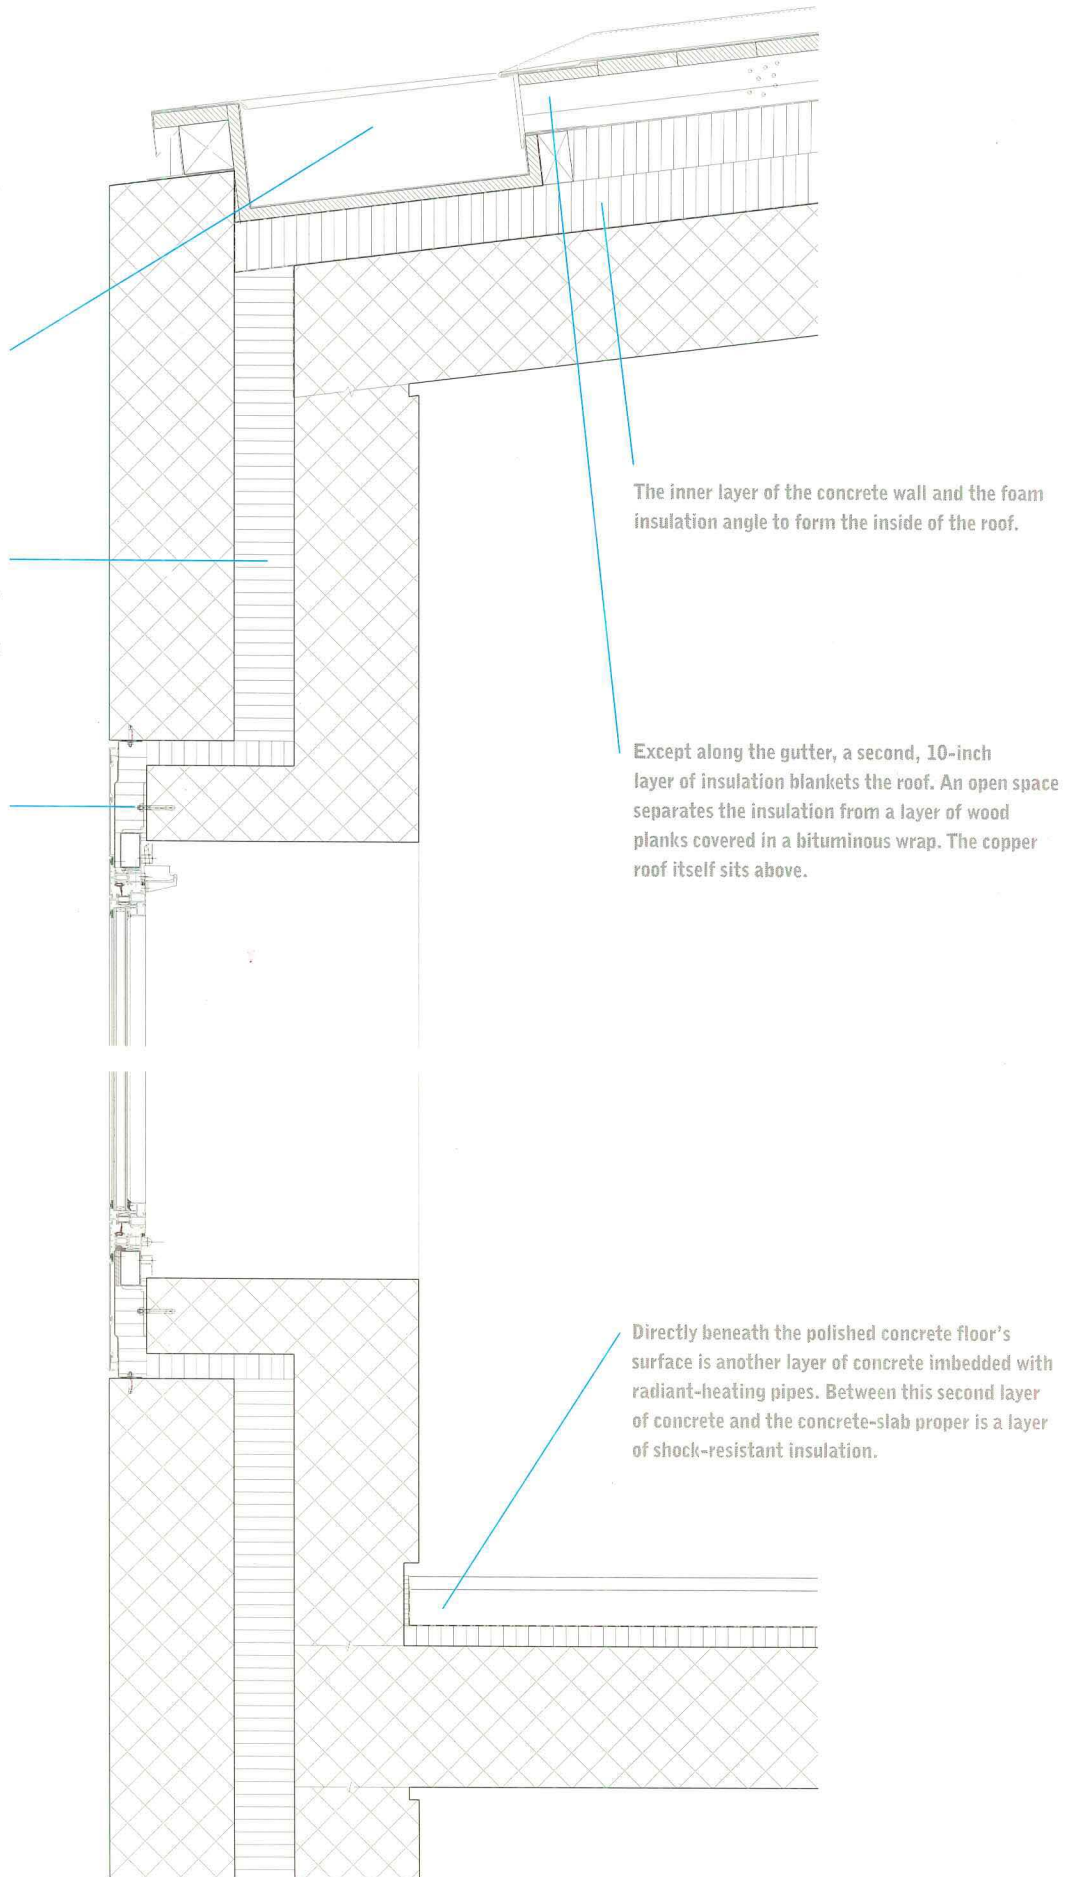 The inner layer of the concrete wall and the foam
insulation angle to form the inside of the roof.
Except along the gutter, a second, 10-inch
layer of insulation blankets the roof. An open space
separates the insulation from a layer of wood
planks covered in a bituminous wrap. The copper
roof itself sits above.
Directly beneath the polished concrete floor's
surface is another layer of concrete imbedded with
radiant-heating pipes. Between this second layer
of concrete and the concrete-slab proper is a layer
of shock-resistant insulation.